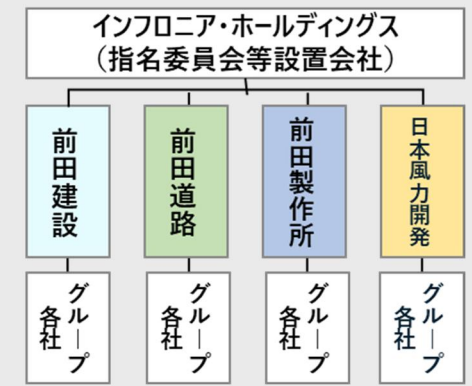 インフロニア・ホールディングス
（指名委員会等設置会社）
前田建設
前田道路
前田製作所
日本風力開発
グループ
各社
グループ
各社
グループ
各社
グループ
各社